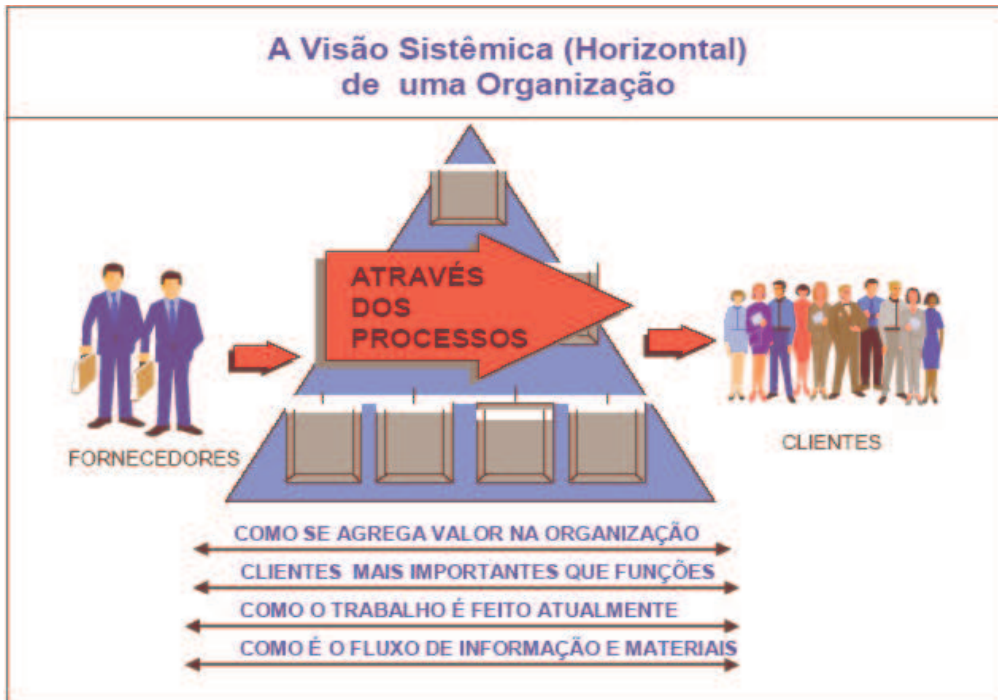 A Visão Sistêmica (Horizontal)
de uma Organização
ATRAVÉS
DOS
PROCESSOS
FORNECEDORES
CLIENTES
COMO SE AGREGA VALOR NA ORGANIZAÇÃO
CLIENTES MAIS IMPORTANTES QUE FUNÇÕES
COMO O TRABALHO É FEITO ATUALMENTE
COMO É O FLUXO DE INFORMAÇÃO E MATERIAIS